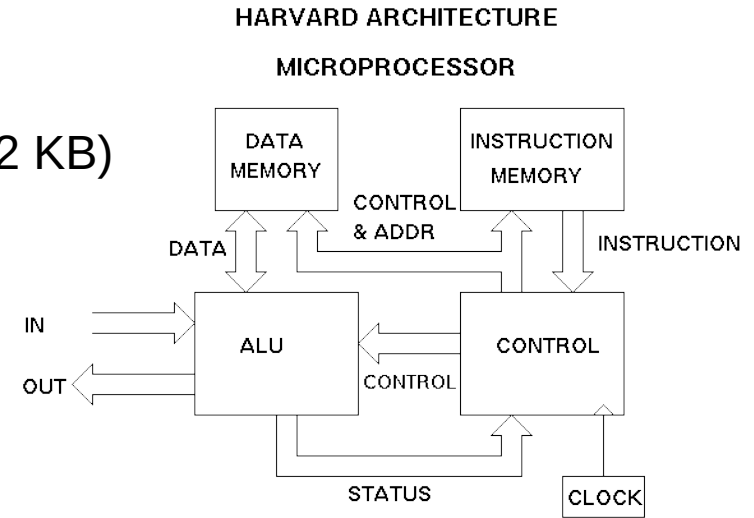 HARVARD ARCHITECTURE
MICROPROCESSOR
2 KB)
DATA
MEMORY
INSTRUCTION
MEMORY
CONTROL
& ADDR
DATA
INSTRUCTION
IN
ALU
CONTROL
OUT
CONTROL
STATUS
CLOCK